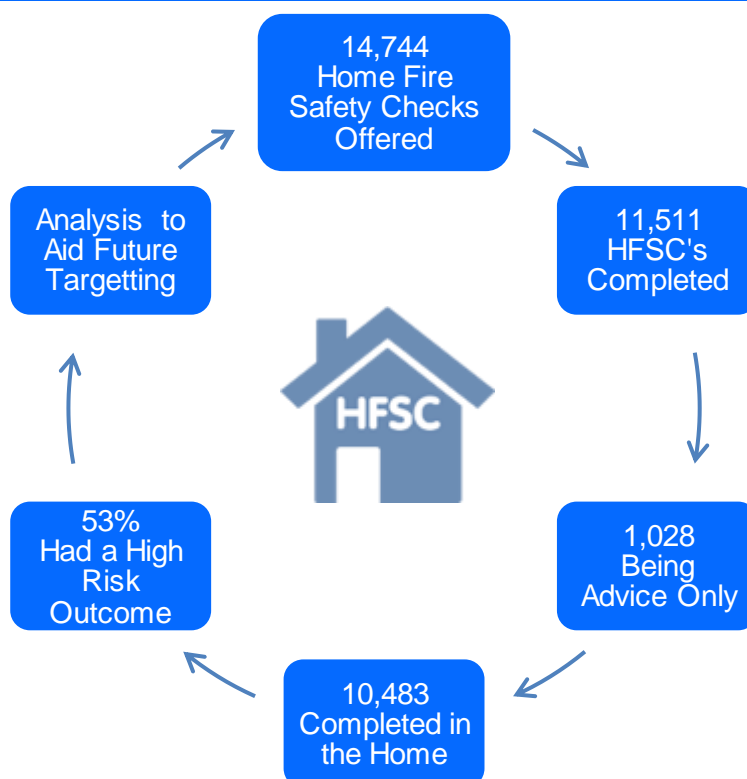 14,744
Home Fire
Safety Checks
Offered
11,511
HFSC's
Completed
1,028
Being
Advice Only
10,483
Completed in
the Home
53%
Had a High
Risk
Outcome
Analysis to
Aid Future
Targetting
HFSC